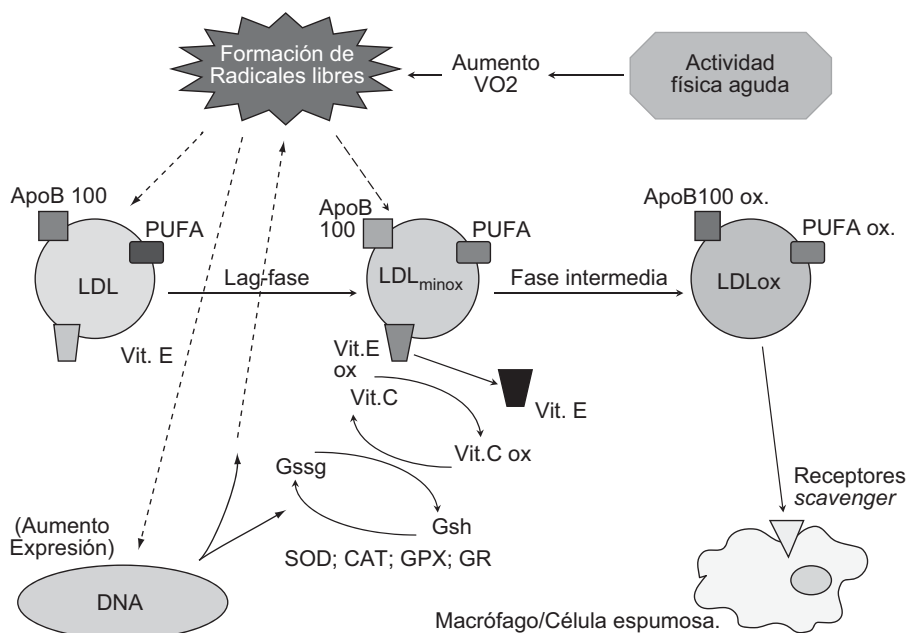 Formación de
Radicales libres
Aumento
VO2
Actividad
física aguda
ApoB 100
PUFA
LDL
Vit. E
Lag-fase
ApoB
100
PUFA
LDLminox
Vit.E
ox
Fase intermedia
ApoB100 ox.
PUFA ox.
LDLox
Vit.C
Vit. E
Vit.C ox
Gssg
Gsh
SOD; CAT; GPX; GR
(Aumento
Expresión)
DNA
Receptores
scavenger
Macrófago/Célula espumosa.